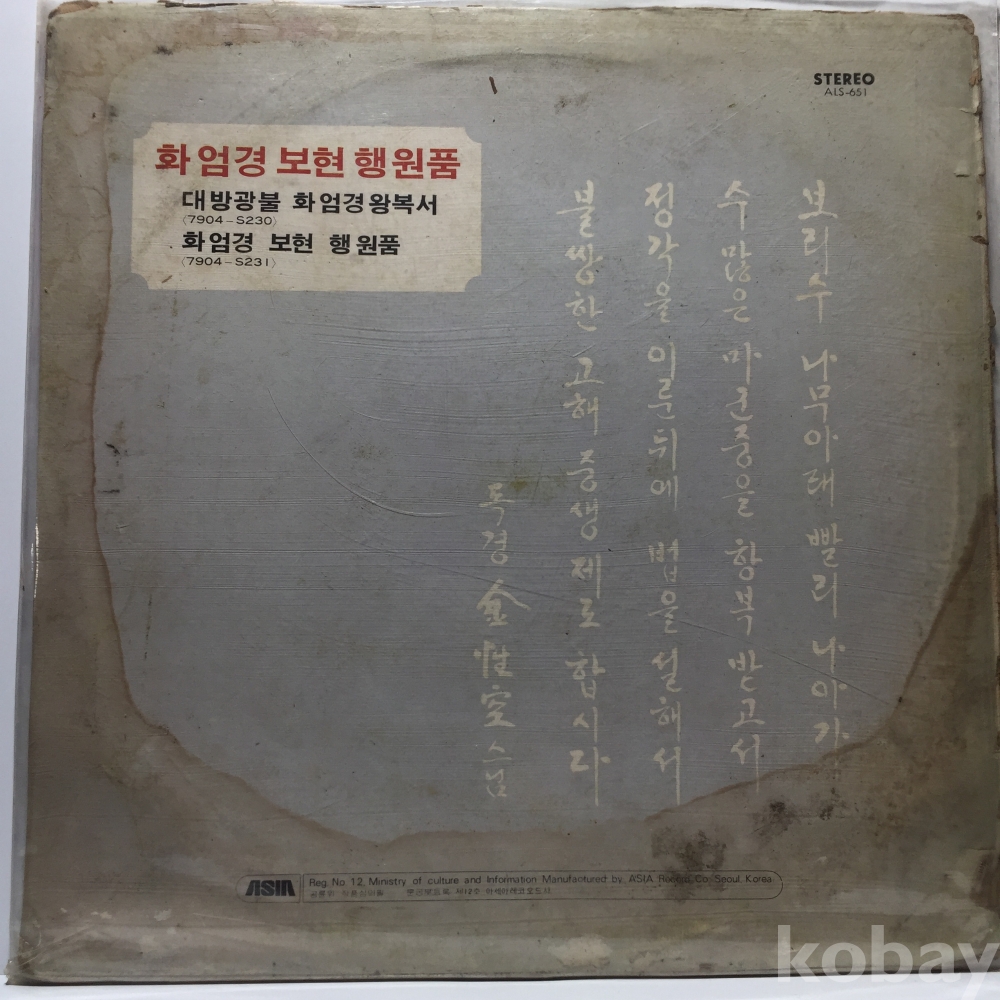 STEREO
ALS-651
화엄경 보현 행원품
대방광불 화엄경왕복서
(7904-S230)
화엄경 보현 행원품
(7904-S231)
보리수 나무아래 빨리 나아가
수많은 마군중을 항복 받고서
정각을 이룬뒤에 법을 설해서
불쌍한 고해 중생 제도 합시다
독경 金性空 스님
ASIA
Reg. No. 12, Ministry of culture and Information Manufactured by. ASIA Record Co. Seoul, Korea.
kobay